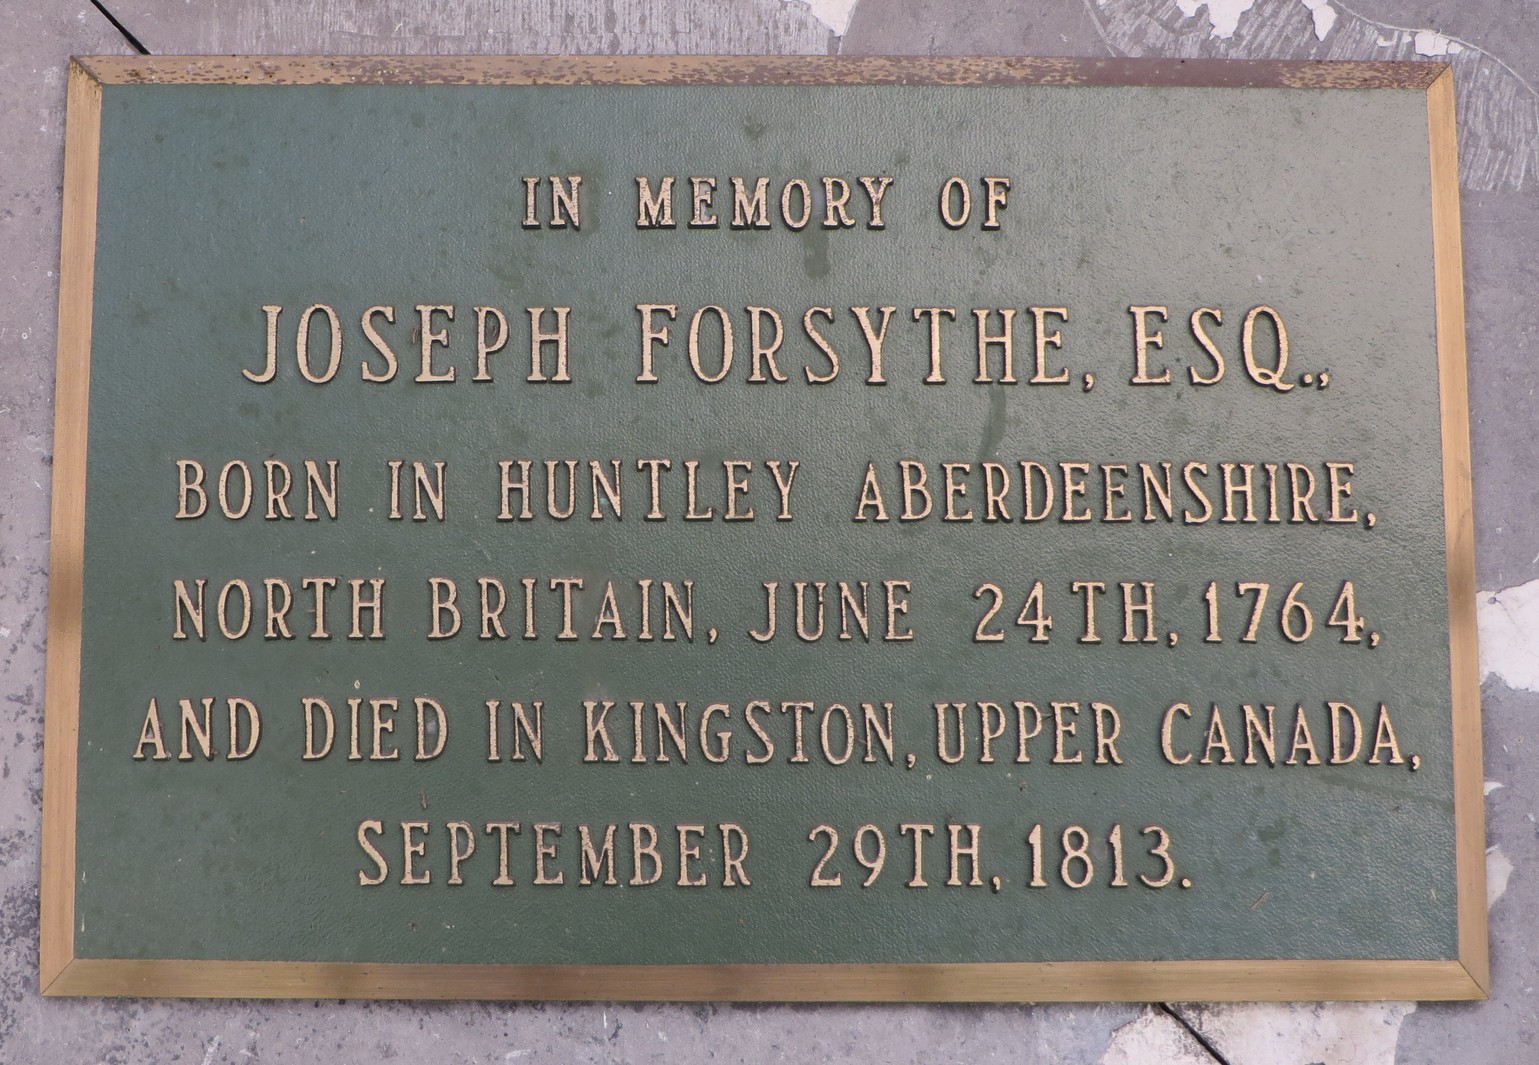 IN MEMORY OF
JOSEPH FORSYTHE, ESQ.,
BORN IN HUNTLEY ABERDEENSHIRE,
NORTH BRITAIN, JUNE 24TH, 1764,
AND DIED IN KINGSTON, UPPER CANADA,
SEPTEMBER 29TH, 1813.